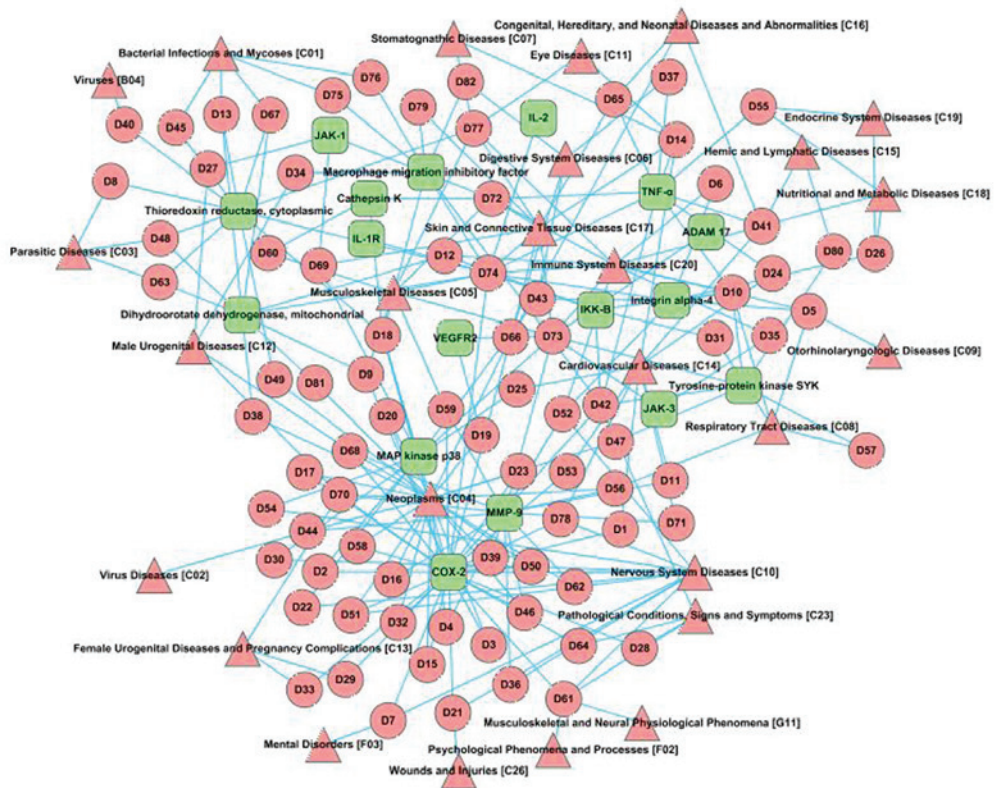 Congenital, Hereditary, and Neonatal Diseases and Abnormalities [C16]
Stomatognathic Diseases [C07]
Bacterial Infections and Mycoses [C01]
Eye Diseases [C11]
Viruses [B04]
D76
D37
D82
D75
D65
D79
D55
D13
D67
IL-2
Endocrine System Diseases [C19]
D40
D45
D77
JAK-1
D14
Hemic and Lymphatic Diseases [C15]
Digestive System Diseases [C06]
D27
D34
Macrophage migration inhibitory factor
D8
D6
TNF-α
Nutritional and Metabolic Diseases [C18]
Cathepsin K
D72
Thioredoxin reductase, cytoplasmic
Skin and Connective Tissue Diseases [C17]
D41
ADAM 17
D48
IL-1R
Parasitic Diseases [C03]
D60
D12
D80
D26
D69
Immune System Diseases [C20]
D74
D24
D63
Musculoskeletal Diseases [C05]
D10
D43
Integrin alpha-4
IKK-B
D5
Dihydroorotate dehydrogenase, mitochondrial
D18
VEGFR2
D66
D73
D31
D35
Male Urogenital Diseases [C12]
Otorhinolaryngologic Diseases [C09]
Cardiovascular Diseases [C14]
D9
D49
D81
Tyrosine-protein kinase SYK
D25
D42
D59
JAK-3
D38
D20
D52
Respiratory Tract Diseases [C08]
D19
D47
D68
D57
MAP kinase p38
D17
D23
D53
D11
D70
Neoplasms [C04]
D56
D54
MMP-9
D78
D71
D44
D1
D58
D30
D39
D50
Virus Diseases [C02]
D2
COX-2
Nervous System Diseases [C10]
D16
D62
D22
D51
D46
Pathological Conditions, Signs and Symptoms [C23]
D32
D4
D3
D64
D28
Female Urogenital Diseases and Pregnancy Complications [C13]
D15
D29
D36
D33
D61
D21
D7
Musculoskeletal and Neural Physiological Phenomena [G11]
Mental Disorders [F03]
Psychological Phenomena and Processes [F02]
Wounds and Injuries [C26]